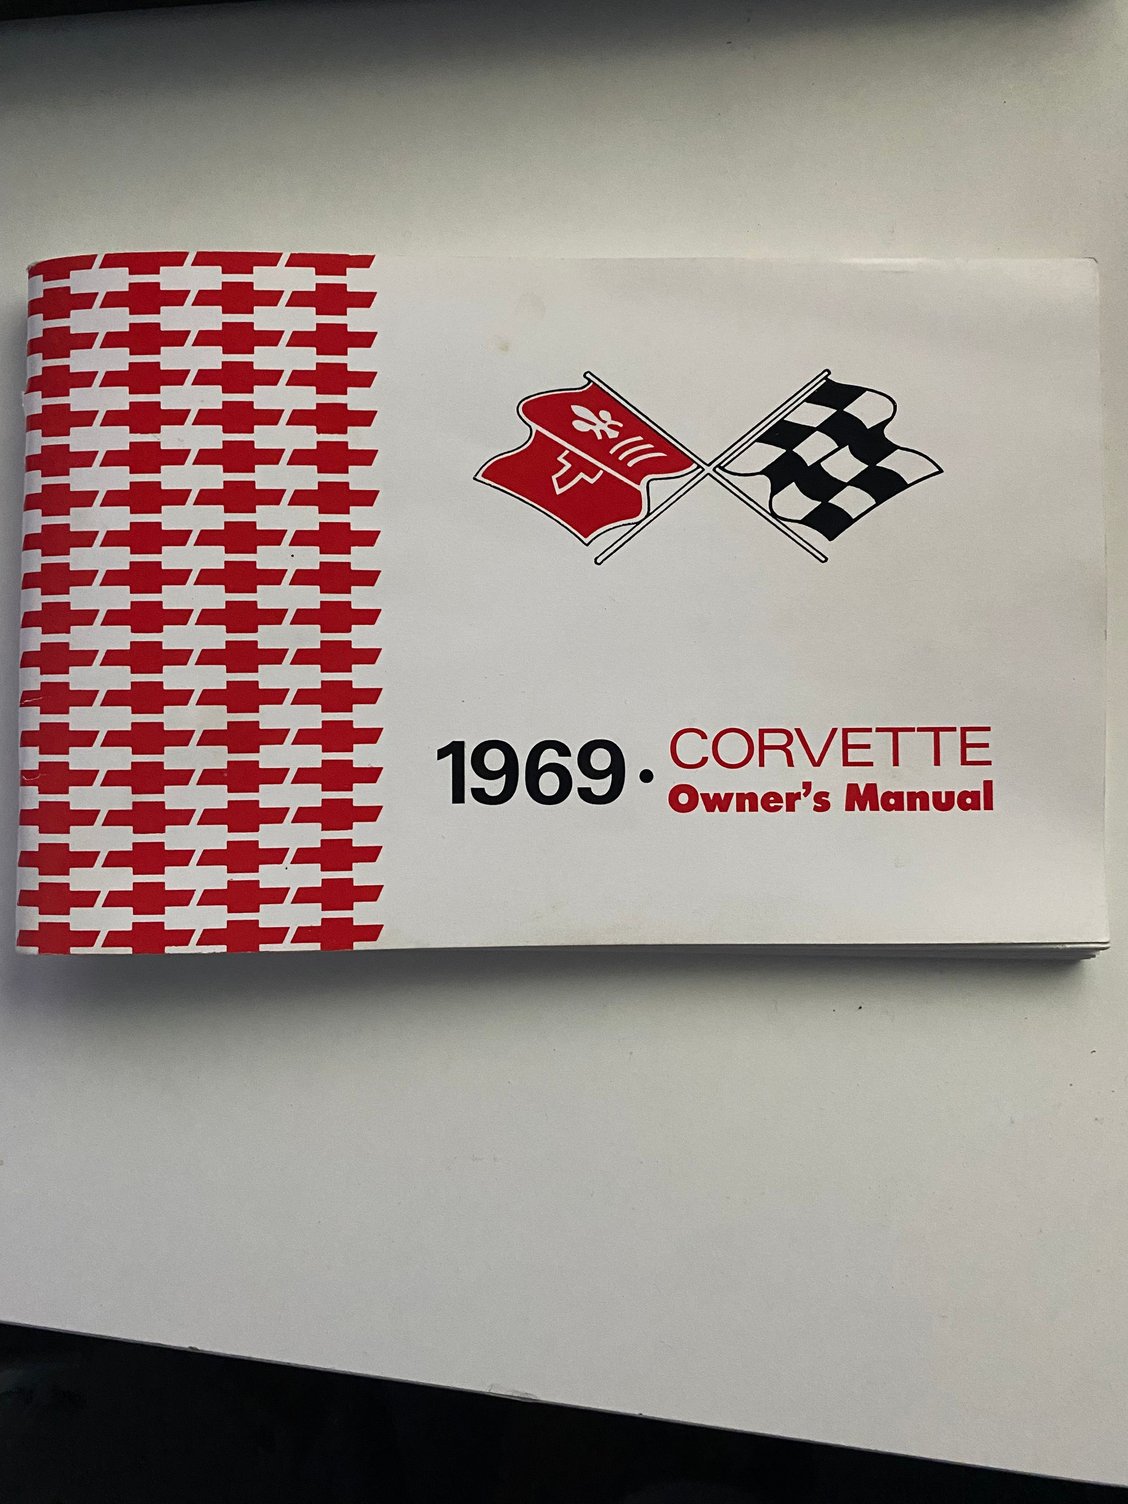 1969 · CORVETTE
Owner's Manual